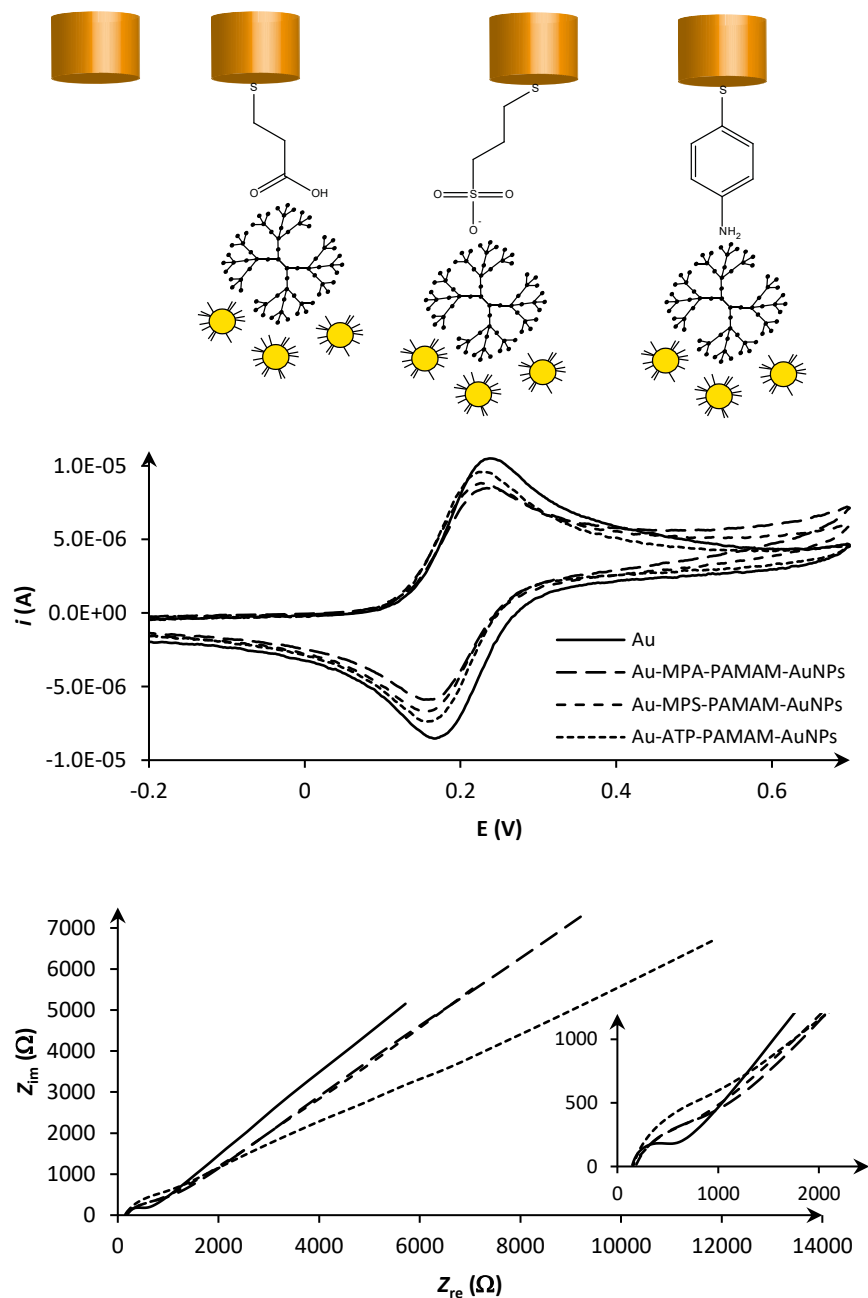 S
S
S
O
OH
O
S
O
O-
NH2
1.0E-05
5.0E-06
0.0E+00
-5.0E-06
-1.0E-05
i (A)
-0.2
0
0.2
0.4
0.6
E (V)
Au
Au-MPA-PAMAM-AuNPs
Au-MPS-PAMAM-AuNPs
Au-ATP-PAMAM-AuNPs
7000
6000
5000
4000
3000
2000
1000
0
Zim (Ω)
0
2000
4000
6000
8000
10000
12000
14000
Zre (Ω)
1000
500
0
0
1000
2000